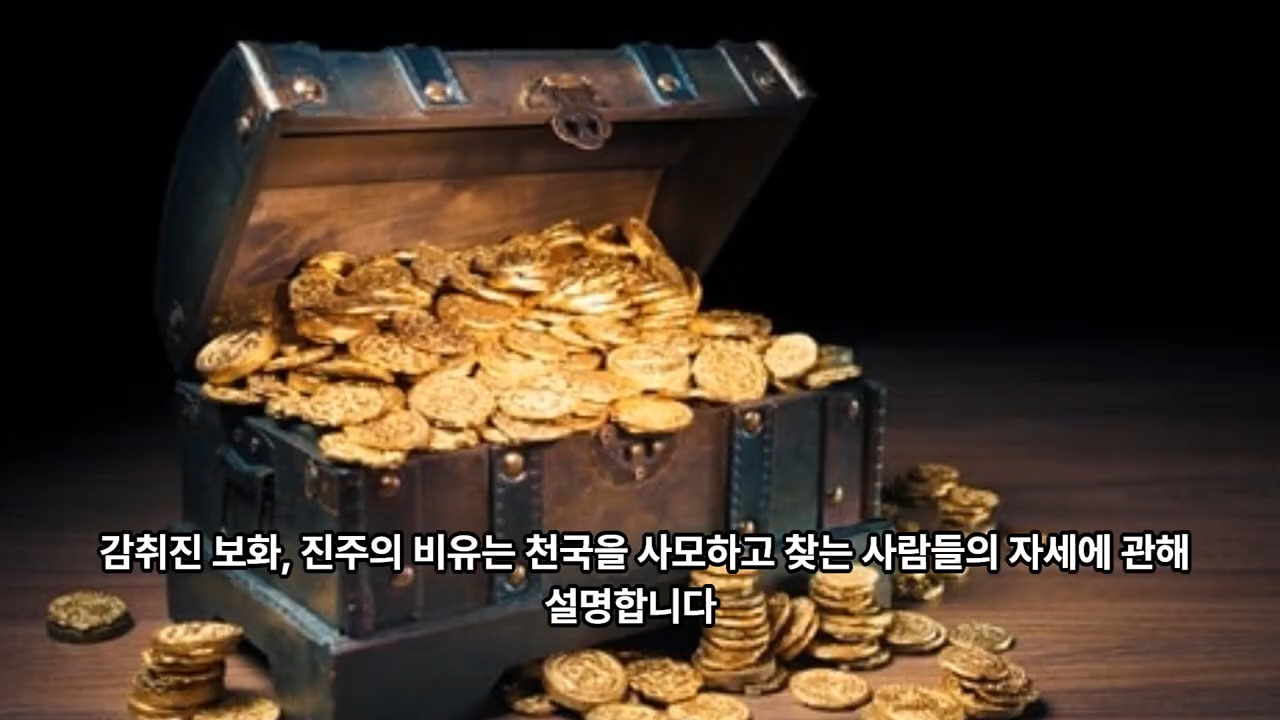 감취진 보화, 진주의 비유는 천국을 사모하고 찾는 사람들의 자세에 관해
설명합니다